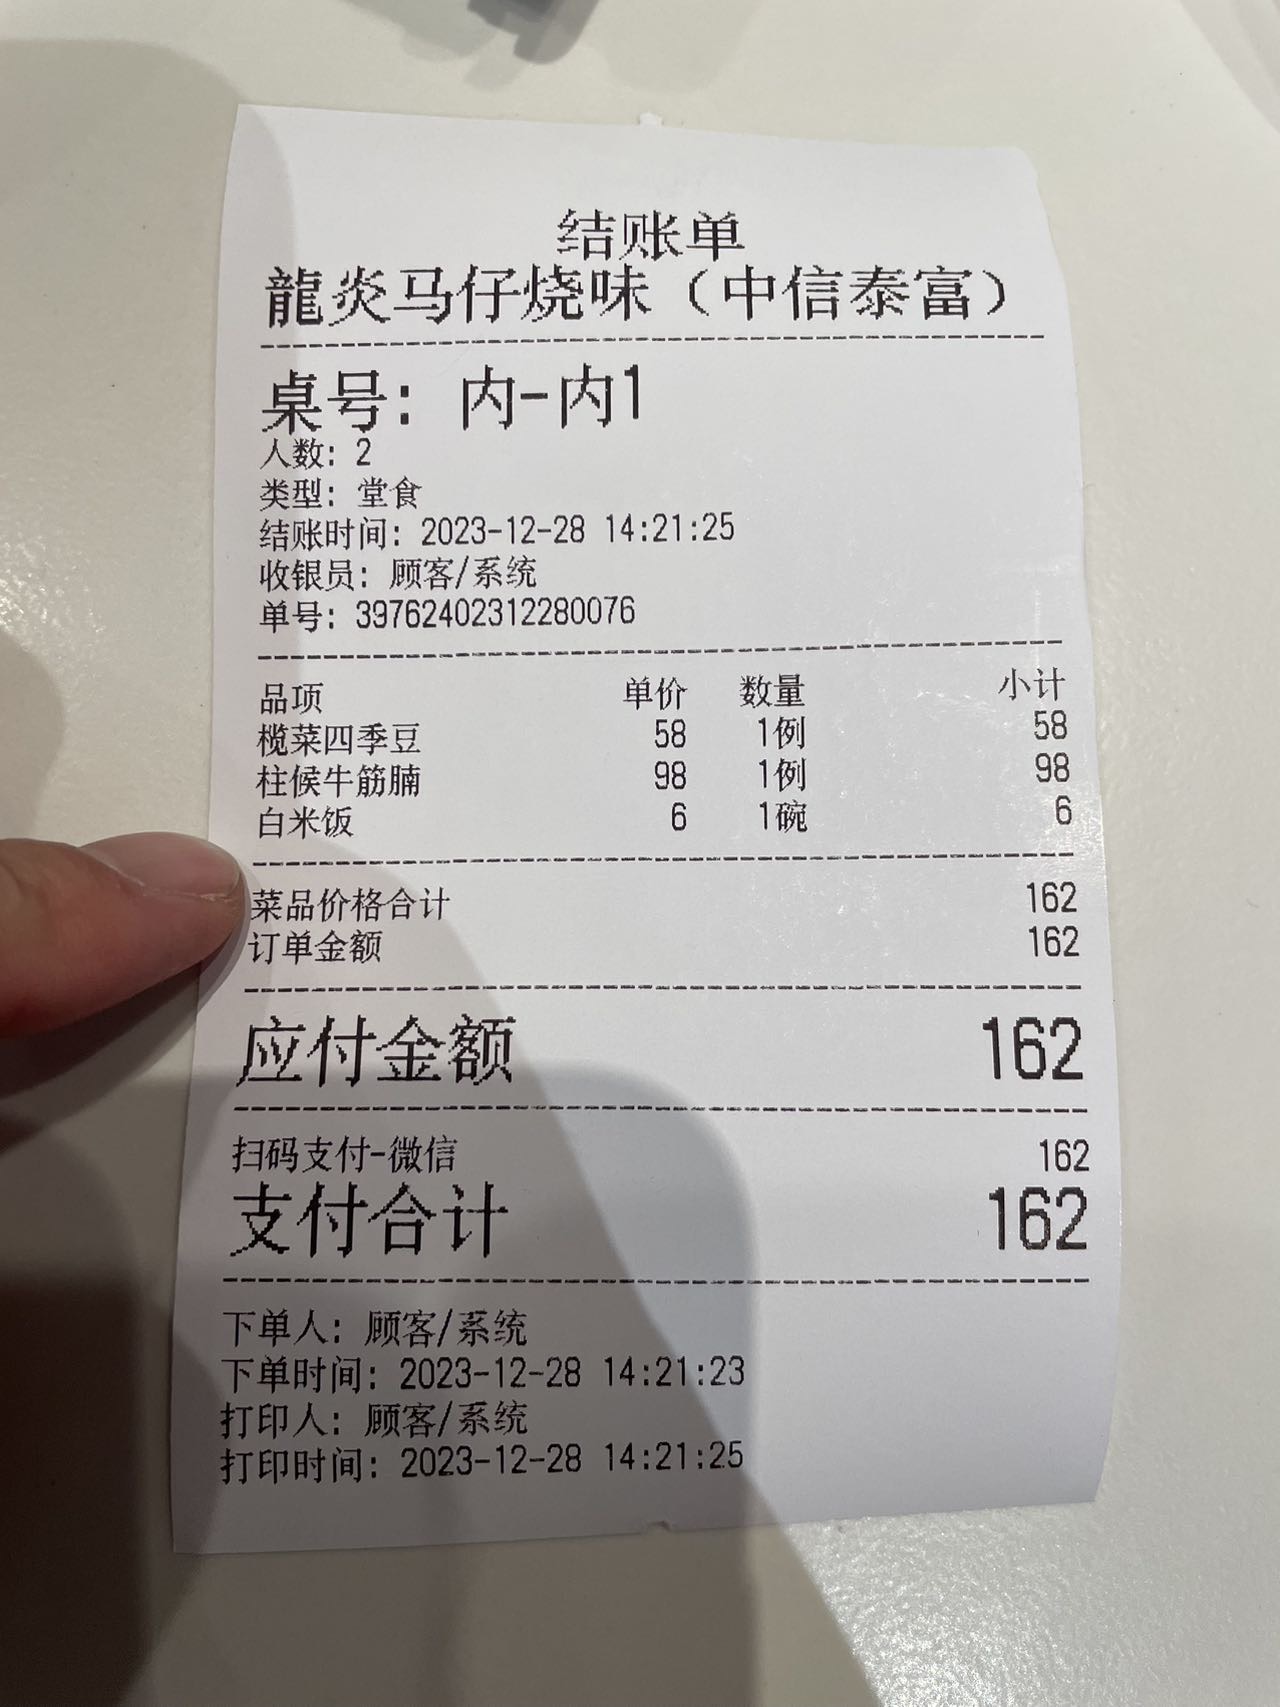 结账单
龍炎马仔烧味（中信泰富）
桌号: 内-内1
人数: 2
类型: 堂食
结账时间: 2023-12-28 14:21:25
收银员: 顾客/系统
单号: 39762402312280076
品项 单价 数量 小计
榄菜四季豆 58 1例 58
柱候牛筋腩 98 1例 98
白米饭 6 1碗 6
菜品价格合计 162
订单金额 162
应付金额 162
扫码支付-微信 162
支付合计 162
下单人: 顾客/系统
下单时间: 2023-12-28 14:21:23
打印人: 顾客/系统
打印时间: 2023-12-28 14:21:25